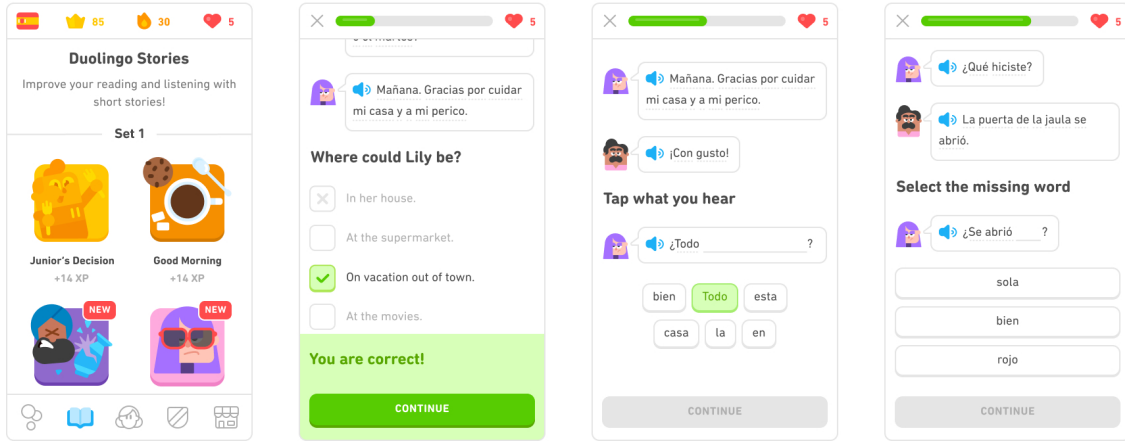 85
30
5
Duolingo Stories
Improve your reading and listening with
short stories!
Set 1
Junior's Decision
+14 XP
Good Morning
+14 XP
NEW
NEW
5
Mañana. Gracias por cuidar
mi casa y a mi perico.
Where could Lily be?
In her house.
At the supermarket.
On vacation out of town.
At the movies.
You are correct!
CONTINUE
5
Mañana. Gracias por cuidar
mi casa y a mi perico.
¡Con gusto!
Tap what you hear
¿Todo ?
bien
Todo
esta
casa
la
en
CONTINUE
5
¿Qué hiciste?
La puerta de la jaula se
abrió.
Select the missing word
¿Se abrió ____?
sola
bien
rojo
CONTINUE